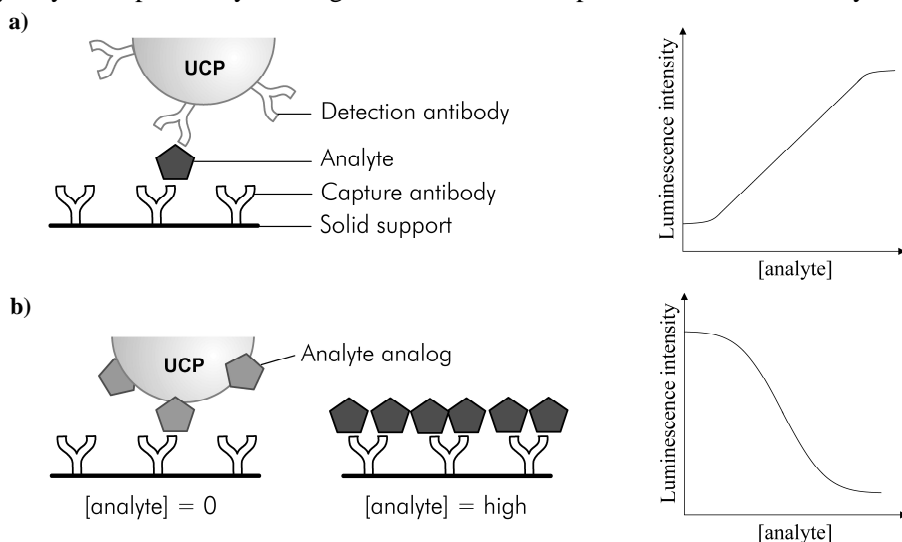 a)
UCP
Detection antibody
Analyte
Capture antibody
Solid support
Luminescence intensity
[analyte]
b)
UCP
Analyte analog
[analyte] = 0
[analyte] = high
Luminescence intensity
[analyte]